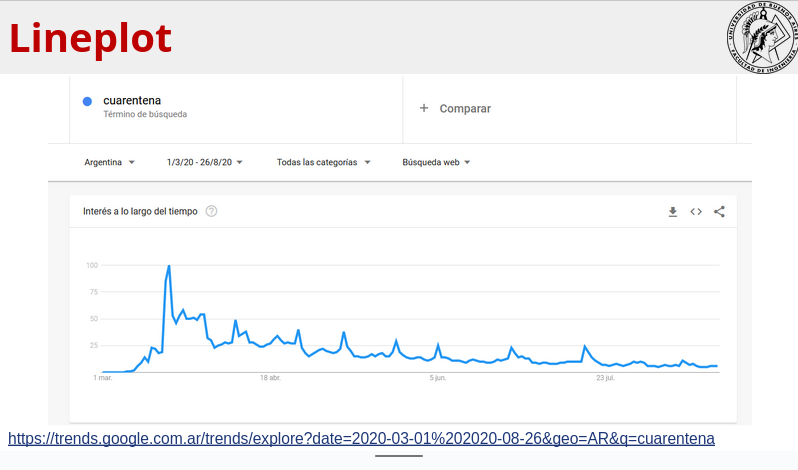 Lineplot
UNIVERSIDAD DE BUENOS AIRES
FACULTAD DE INGENIERÍA
cuarentena
Término de búsqueda
+ Comparar
Argentina 1/3/20 - 26/8/20 Todas las categorías Búsqueda web
Interés a lo largo del tiempo ?
100
75
50
25
1 mar. 18 abr. 5 jun. 23 jul.
https://trends.google.com.ar/trends/explore?date=2020-03-01%202020-08-26&geo=AR&q=cuarentena